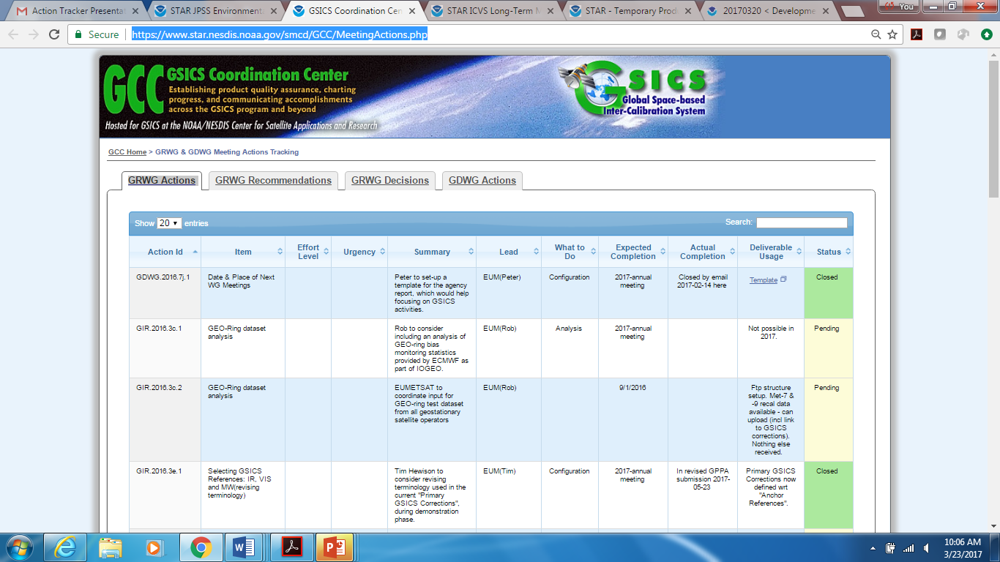 Action Tracker Presenta
STAR JPSS Environmenta
GSICS Coordination Cen
STAR ICVS Long-Term M
STAR - Temporary Prod
20170320 < Developme
You
Secure
https://www.star.nesdis.noaa.gov/smcd/GCC/MeetingActions.php
GCC
GSICS Coordination Center
Establishing product quality assurance, charting
progress, and communicating accomplishments
across the GSICS program and beyond
Hosted for GSICS at the NOAA/NESDIS Center for Satellite Applications and Research
GSICS
Global Space-based
Inter-Calibration System
GCC Home > GRWG & GDWG Meeting Actions Tracking
GRWG Actions
GRWG Recommendations
GRWG Decisions
GDWG Actions
Show 20 entries
Search:
Action Id
Item
Effort
Level
Urgency
Summary
Lead
What to
Do
Expected
Completion
Actual
Completion
Deliverable
Usage
Status
GDWG.2016.7j.1
Date & Place of Next
WG Meetings
Peter to set-up a
template for the agency
report, which would help
focusing on GSICS
activities.
EUM(Peter)
Configuration
2017-annual
meeting
Closed by email
2017-02-14 here
Template
Closed
GIR.2016.3c.1
GEO-Ring dataset
analysis
Rob to consider
including an analysis of
GEO-ring bias
monitoring statistics
provided by ECMWF as
part of IOGEO.
EUM(Rob)
Analysis
2017-annual
meeting
Not possible in
2017.
Pending
GIR.2016.3c.2
GEO-Ring dataset
analysis
EUMETSAT to
coordinate input for
GEO-ring test dataset
from all geostationary
satellite operators
EUM(Rob)
9/1/2016
Ftp structure
setup. Met-7 &
-9 recal data
available - can
upload (incl link
to GSICS
corrections).
Nothing else
received.
Pending
GIR.2016.3e.1
Selecting GSICS
References: IR, VIS
and MW(revising
terminology)
Tim Hewison to
consider revising
terminology used in the
current "Primary
GSICS Corrections",
during demonstration
phase.
EUM(Tim)
Configuration
2017-annual
meeting
In revised GPPA
submission 2017-
05-23
Primary GSICS
Corrections now
defined wrt
"Anchor
References".
Closed
10:06 AM
3/23/2017